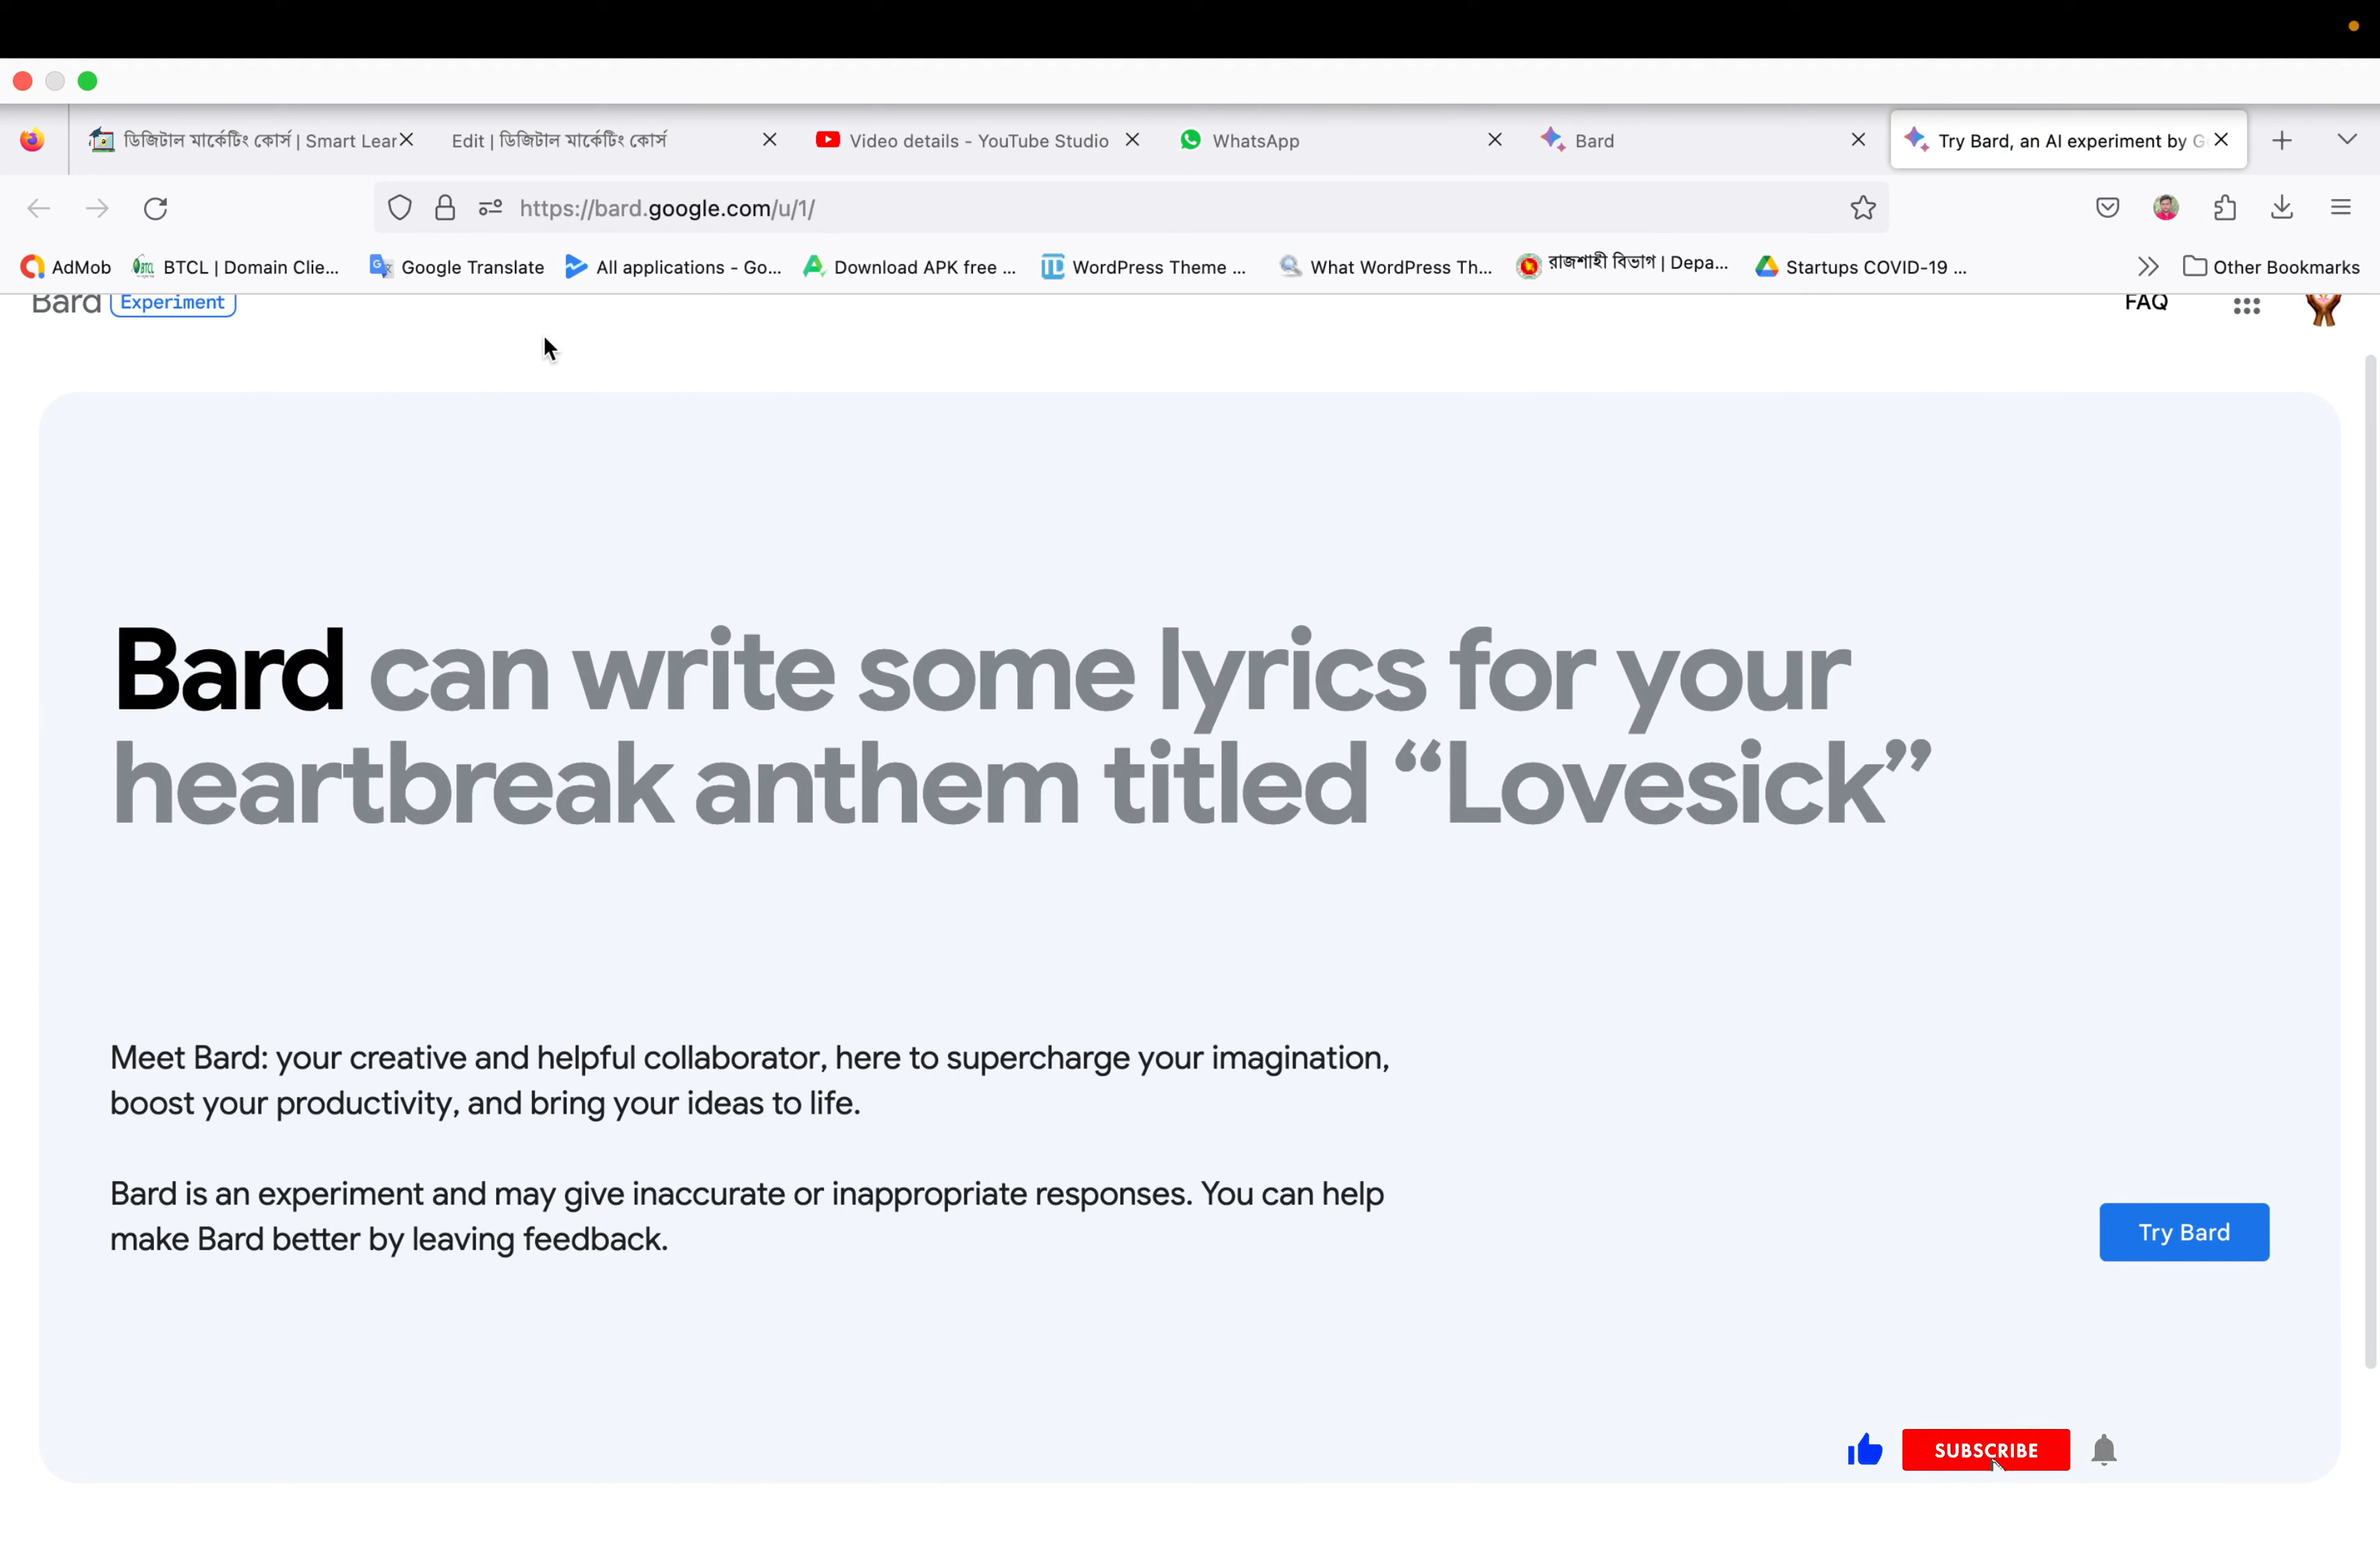 ডিজিটাল মার্কেটিং কোর্স | Smart Lear
Edit | ডিজিটাল মার্কেটিং কোর্স
Video details - YouTube Studio
WhatsApp
Bard
Try Bard, an AI experiment by G
https://bard.google.com/u/1/
AdMob
BTCL | Domain Clie...
Google Translate
All applications - Go...
Download APK free ...
WordPress Theme ...
What WordPress Th...
রাজশাহী বিভাগ | Depa...
Startups COVID-19 ...
Other Bookmarks
Bard Experiment
FAQ
Bard can write some lyrics for your
heartbreak anthem titled “Lovesick”
Meet Bard: your creative and helpful collaborator, here to supercharge your imagination,
boost your productivity, and bring your ideas to life.
Bard is an experiment and may give inaccurate or inappropriate responses. You can help
make Bard better by leaving feedback.
Try Bard
SUBSCRIBE